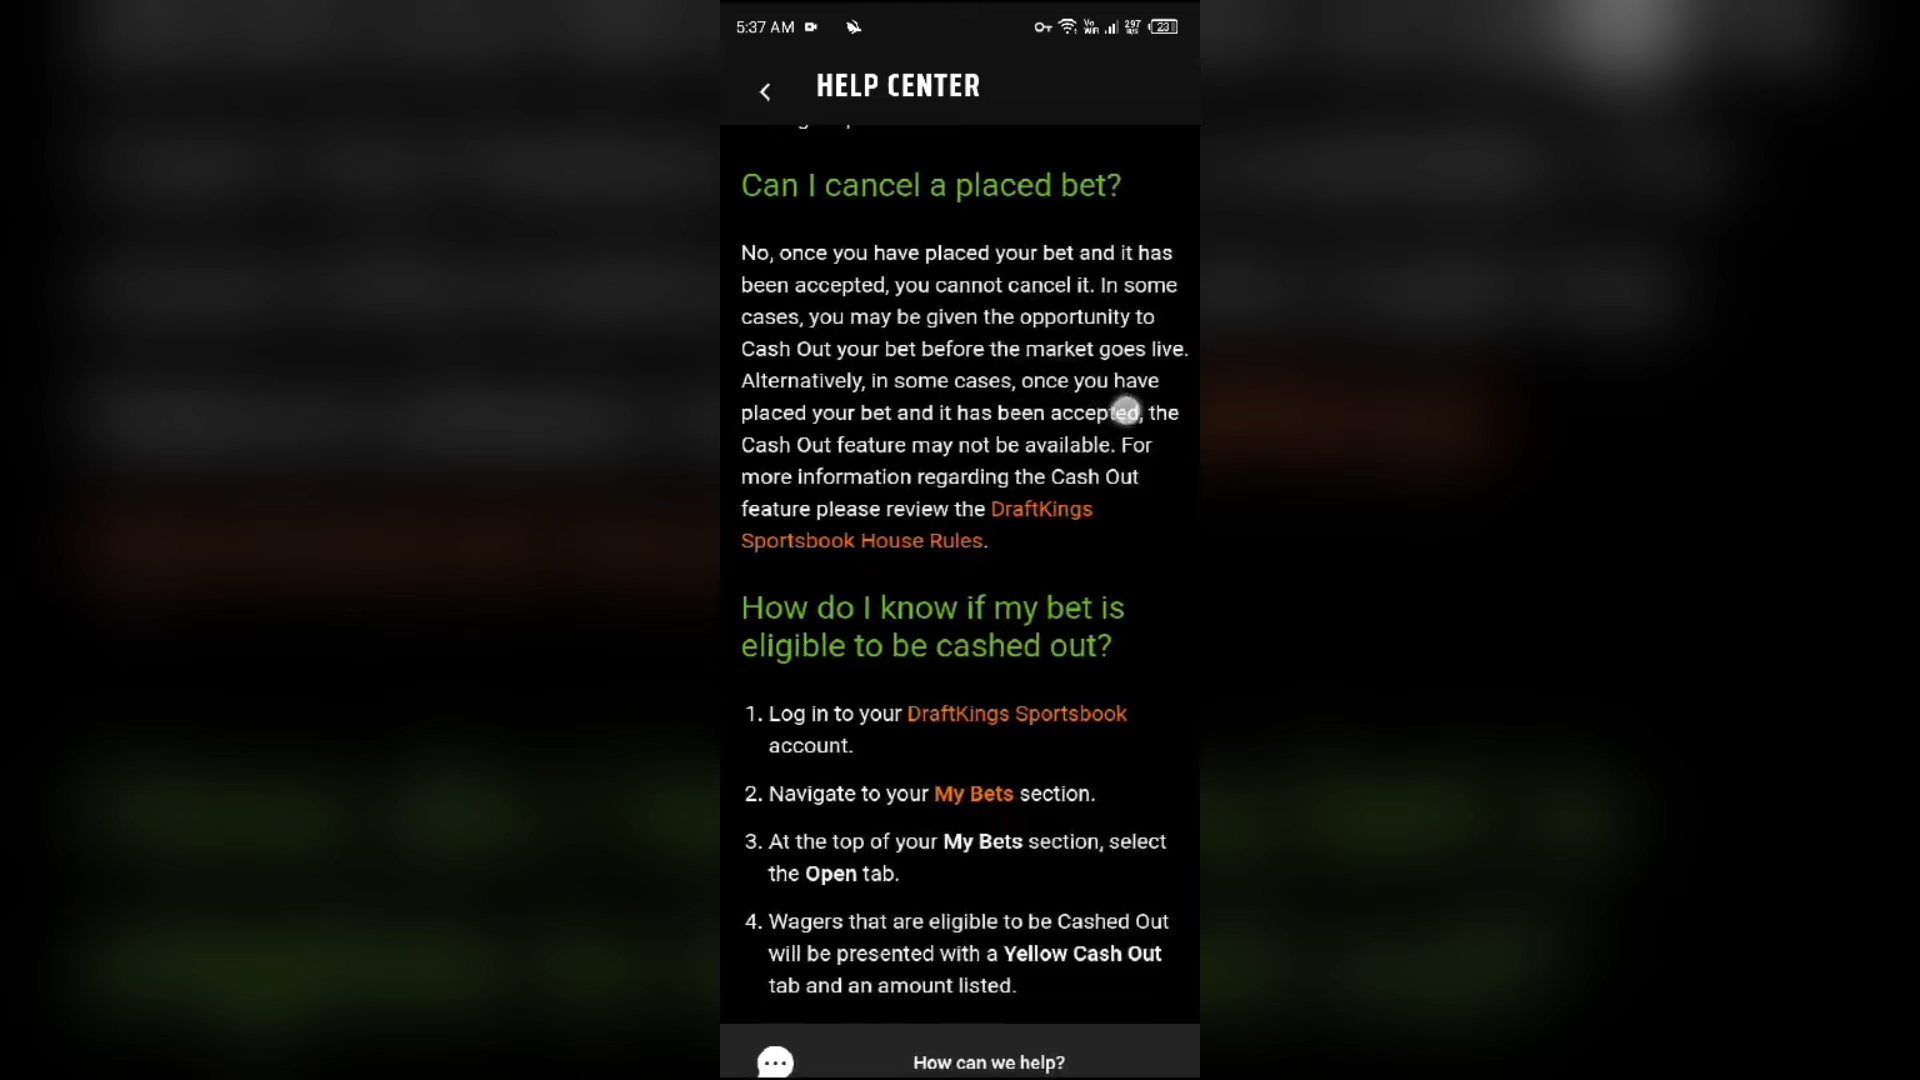 5:37 AM
Vo
WiFi
297
B/S
23
HELP CENTER
Can I cancel a placed bet?
No, once you have placed your bet and it has
been accepted, you cannot cancel it. In some
cases, you may be given the opportunity to
Cash Out your bet before the market goes live.
Alternatively, in some cases, once you have
placed your bet and it has been accepted, the
Cash Out feature may not be available. For
more information regarding the Cash Out
feature please review the DraftKings
Sportsbook House Rules.
How do I know if my bet is
eligible to be cashed out?
1. Log in to your DraftKings Sportsbook
account.
2. Navigate to your My Bets section.
3. At the top of your My Bets section, select
the Open tab.
4. Wagers that are eligible to be Cashed Out
will be presented with a Yellow Cash Out
tab and an amount listed.
How can we help?